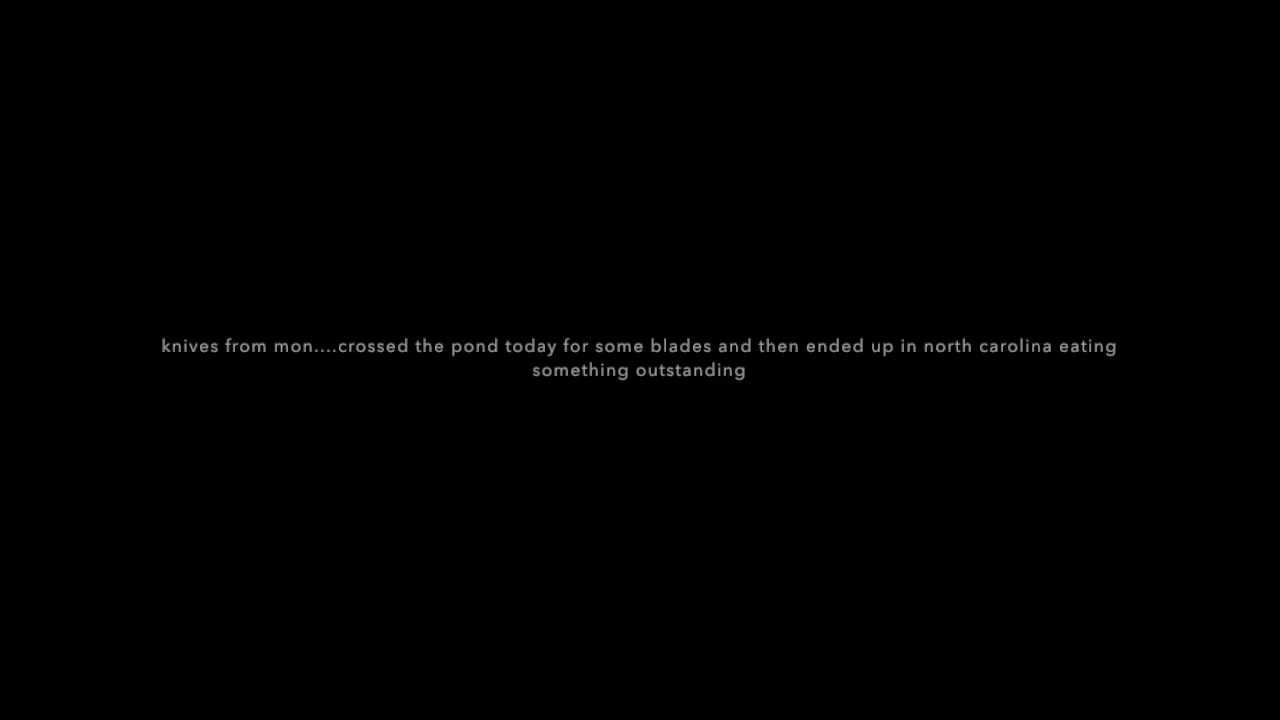 knives from mon....crossed the pond today for some blades and then ended up in north carolina eating
something outstanding